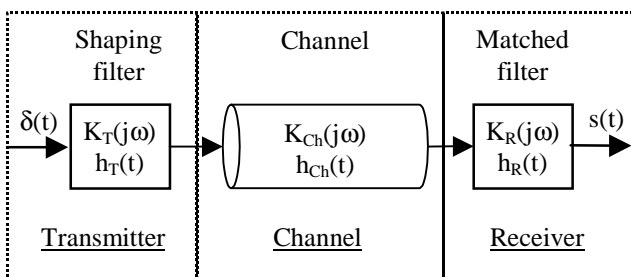 Shaping filter
Channel
Matched filter
δ(t)
K_T(jω)
h_T(t)
K_Ch(jω)
h_Ch(t)
K_R(jω)
h_R(t)
s(t)
Transmitter
Channel
Receiver